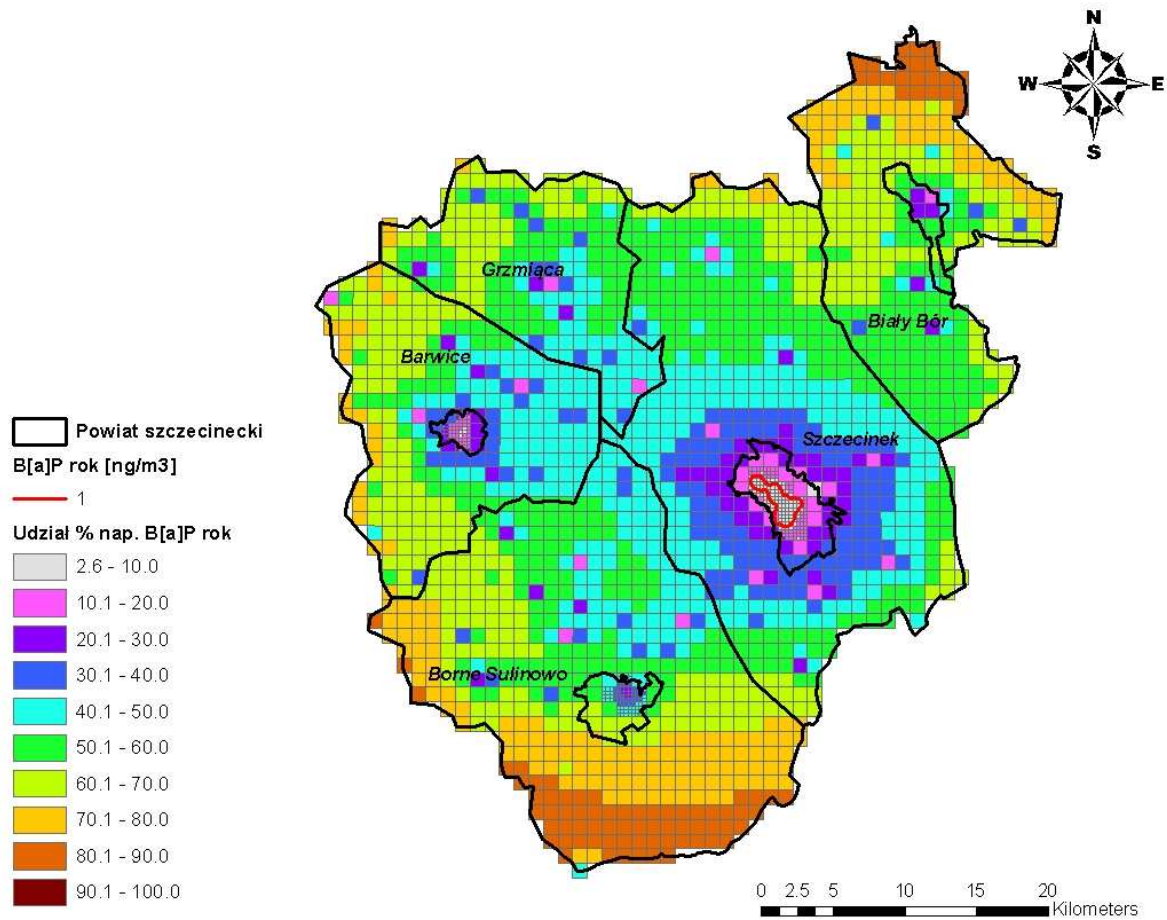 N
W E
S
Grzmiąca
Biały Bór
Barwice
Szczecinek
Borne Sulinowo
Powiat szczecinecki
B[a]P rok [ng/m3]
1
Udział % nap. B[a]P rok
2.6 - 10.0
10.1 - 20.0
20.1 - 30.0
30.1 - 40.0
40.1 - 50.0
50.1 - 60.0
60.1 - 70.0
70.1 - 80.0
80.1 - 90.0
90.1 - 100.0
0 2.5 5 10 15 20
Kilometers